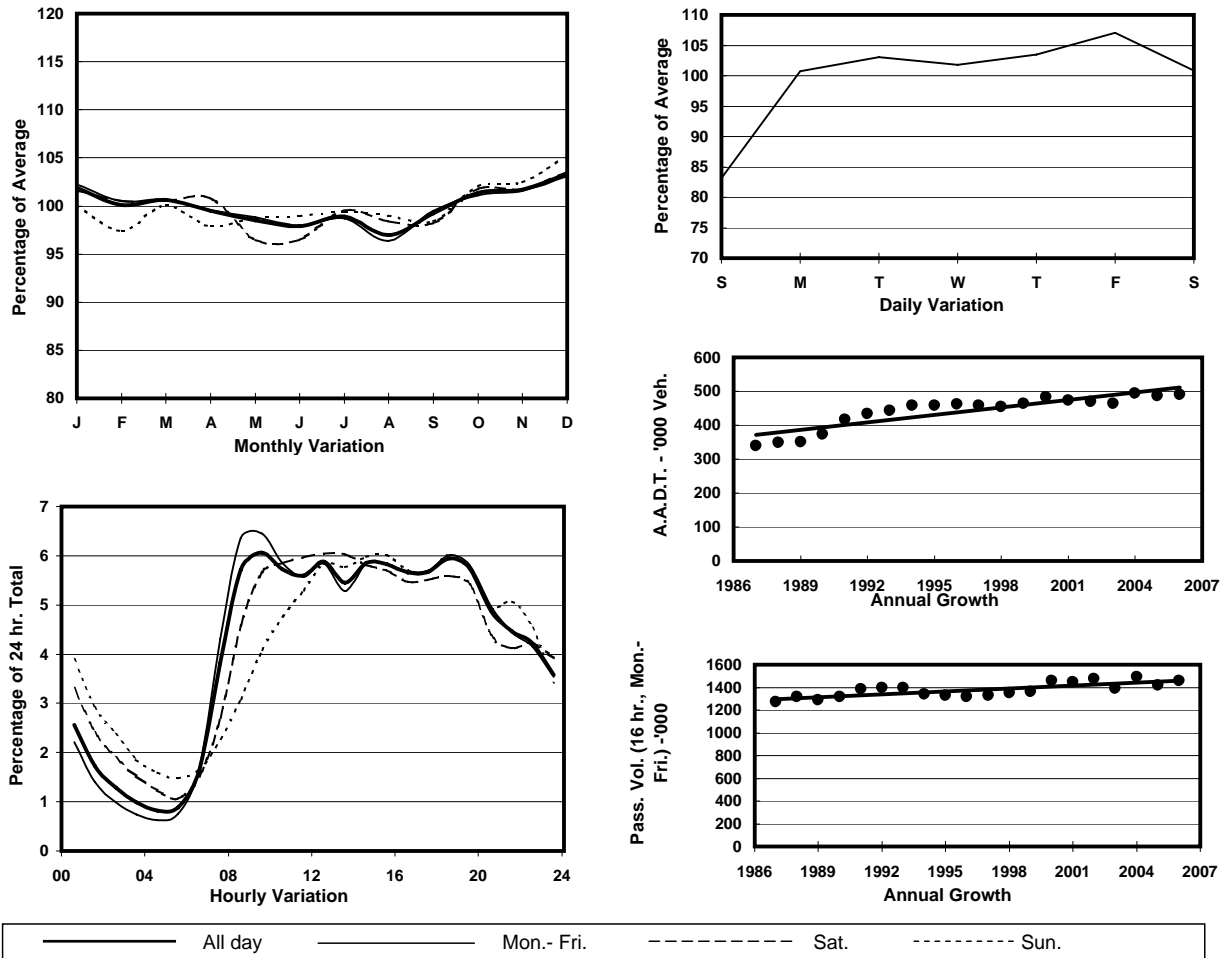 120
115
110
105
100
95
90
85
80
Percentage of Average
J F M A M J J A S O N D
Monthly Variation
110
105
100
95
90
85
80
75
70
Percentage of Average
S M T W T F S
Daily Variation
600
500
400
300
200
100
0
A.A.D.T. - '000 Veh.
1986 1989 1992 1995 1998 2001 2004 2007
Annual Growth
7
6
5
4
3
2
1
0
Percentage of 24 hr. Total
00 04 08 12 16 20 24
Hourly Variation
1600
1400
1200
1000
800
600
400
200
0
Pass. Vol. (16 hr., Mon.-
Fri.) -'000
1986 1989 1992 1995 1998 2001 2004 2007
Annual Growth
All day Mon.- Fri. Sat. Sun.